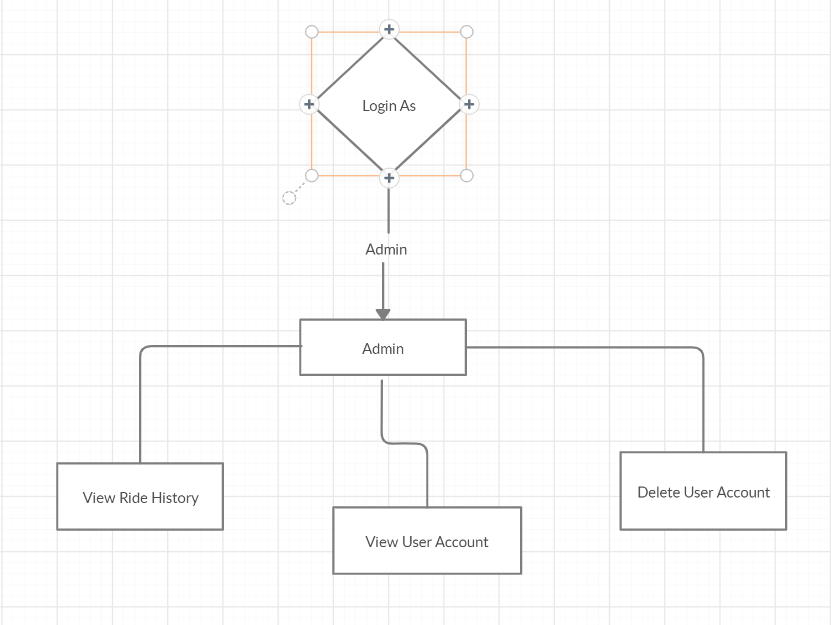 Login As
Admin
Admin
View Ride History
View User Account
Delete User Account